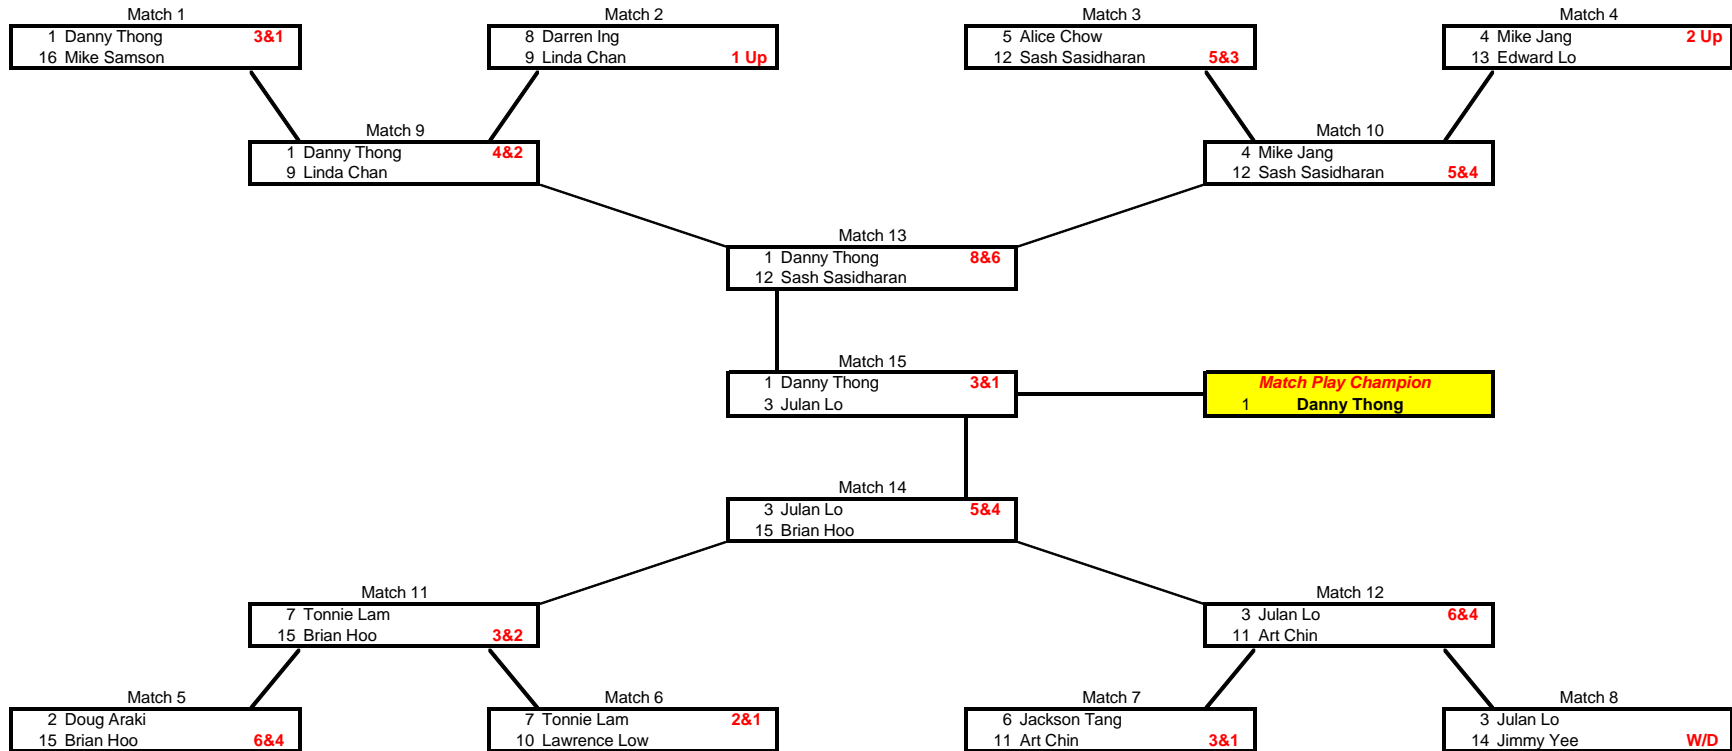 Match 1 Match 2 Match 3 Match 4
1 Danny Thong 3&1 8 Darren Ing 5 Alice Chow 4 Mike Jang 2 Up
16 Mike Samson 9 Linda Chan 1 Up 12 Sash Sasidharan 5&3 13 Edward Lo
Match 9 Match 10
1 Danny Thong 4&2 4 Mike Jang
9 Linda Chan 12 Sash Sasidharan 5&4
Match 13
1 Danny Thong 8&6
12 Sash Sasidharan
Match 15
1 Danny Thong 3&1 Match Play Champion
3 Julan Lo 1 Danny Thong
Match 14
3 Julan Lo 5&4
15 Brian Hoo
Match 11 Match 12
7 Tonnie Lam 3 Julan Lo 6&4
15 Brian Hoo 3&2 11 Art Chin
Match 5 Match 6 Match 7 Match 8
2 Doug Araki 7 Tonnie Lam 2&1 6 Jackson Tang 3 Julan Lo
15 Brian Hoo 6&4 10 Lawrence Low 11 Art Chin 3&1 14 Jimmy Yee W/D